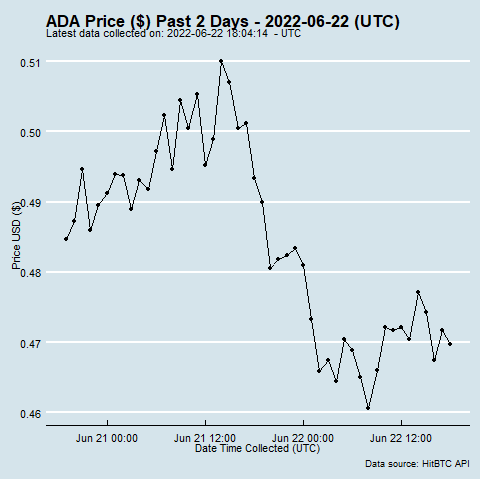 ADA Price ($) Past 2 Days - 2022-06-22 (UTC)
Latest data collected on: 2022-06-22 18:04:14 - UTC
0.51
0.50
0.49
0.48
0.47
0.46
Price USD ($)
Jun 21 00:00 Jun 21 12:00 Jun 22 00:00 Jun 22 12:00
Date Time Collected (UTC)
Data source: HitBTC API